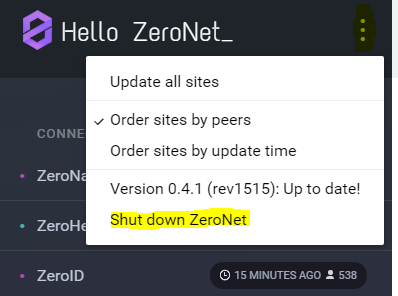 Hello ZeroNet_
Update all sites
Order sites by peers
Order sites by update time
Version 0.4.1 (rev1515): Up to date!
Shut down ZeroNet
CONNE
ZeroNa
ZeroHe
ZeroID
15 MINUTES AGO 538